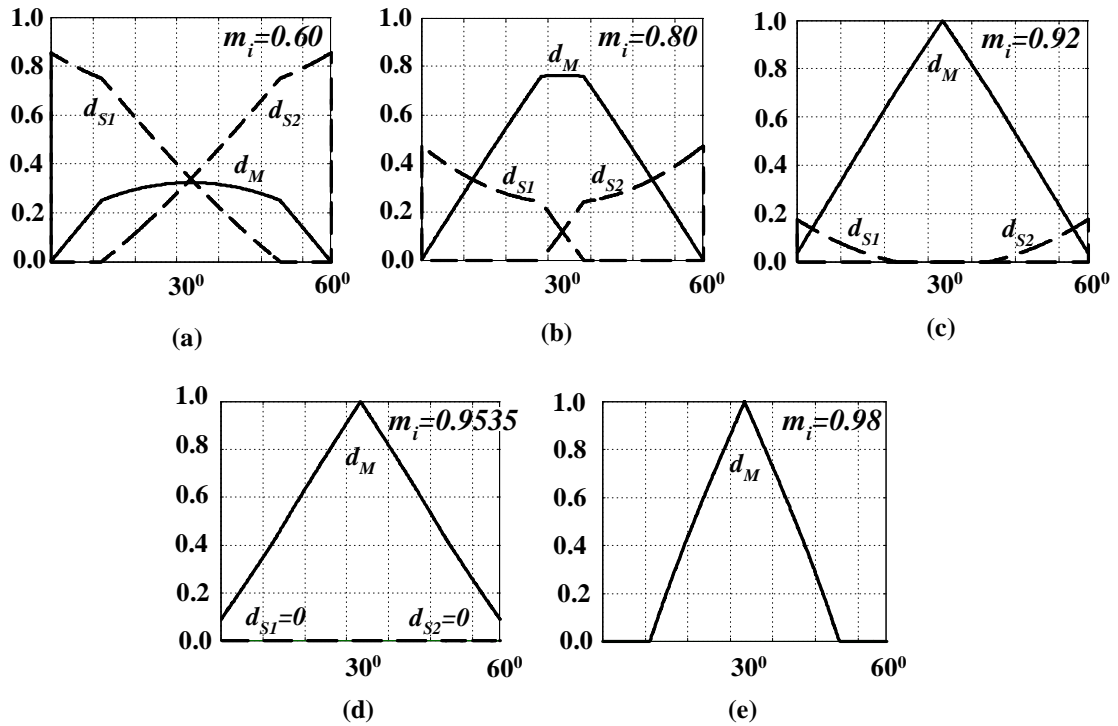 1.0 0.8 0.6 0.4 0.2 0.0
m_i=0.60
d_S1
d_S2
d_M
30⁰ 60⁰
(a)
1.0 0.8 0.6 0.4 0.2 0.0
m_i=0.80
d_M
d_S1
d_S2
30⁰ 60⁰
(b)
1.0 0.8 0.6 0.4 0.2 0.0
m_i=0.92
d_M
d_S1
d_S2
30⁰ 60⁰
(c)
1.0 0.8 0.6 0.4 0.2 0.0
m_i=0.9535
d_M
d_S1=0
d_S2=0
30⁰ 60⁰
(d)
1.0 0.8 0.6 0.4 0.2 0.0
m_i=0.98
d_M
30⁰ 60⁰
(e)